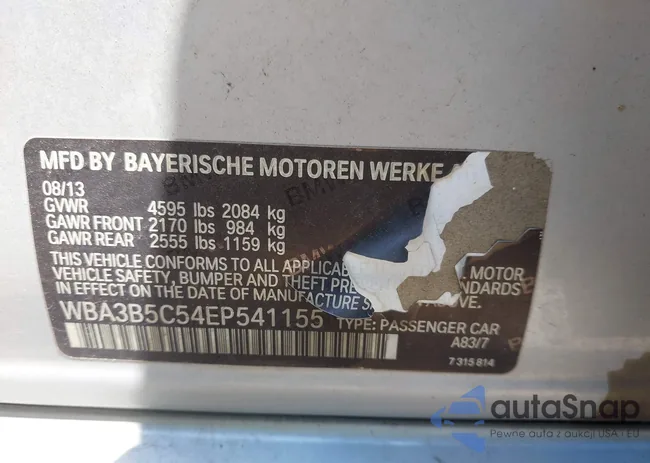 MFD BY BAYERISCHE MOTOREN WERKE
08/13
GVWR 4595 lbs 2084 kg
GAWR FRONT 2170 lbs 984 kg
GAWR REAR 2555 lbs 1159 kg
THIS VEHICLE CONFORMS TO ALL APPLICABL MOTOR
VEHICLE SAFETY, BUMPER AND THEFT NDARDS
IN EFFECT ON THE DATE OF MANUFACTURE
WBA3B5C54EP541155 TYPE: PASSENGER CAR
A83/7
7 315 814
autoSnap
Pewne auta z aukcji USA i EU